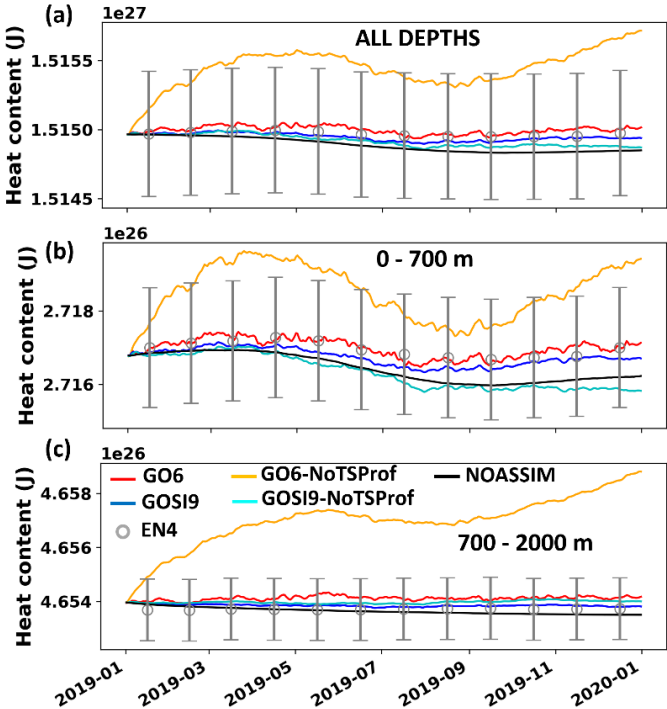 (a)
1e27
ALL DEPTHS
Heat content (J)
1.5155
1.5150
1.5145
(b)
1e26
0 - 700 m
Heat content (J)
2.718
2.716
(c)
1e26
GO6
GO6-NoTSProf
NOASSIM
GOSI9
GOSI9-NoTSProf
EN4
700 - 2000 m
Heat content (J)
4.658
4.656
4.654
2019-01
2019-03
2019-05
2019-07
2019-09
2019-11
2020-01